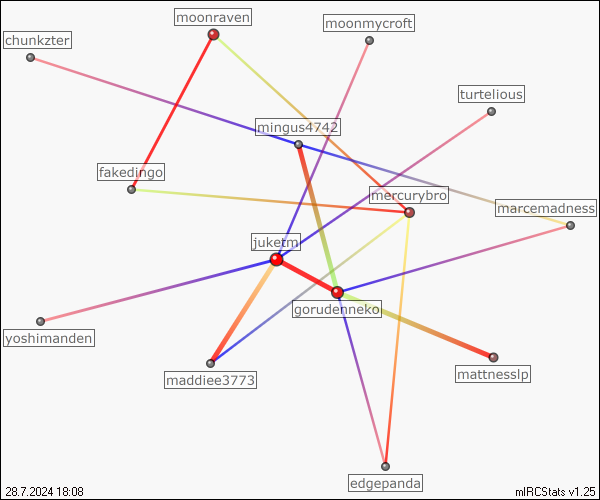 moonraven
moonmycroft
chunkzter
turtelious
mingus4742
fakedingo
mercurybro
marcemadness
juketm
gorudenneko
yoshimanden
maddiee3773
mattnesslp
edgepanda
28.7.2024 18:08
mIRCStats v1.25